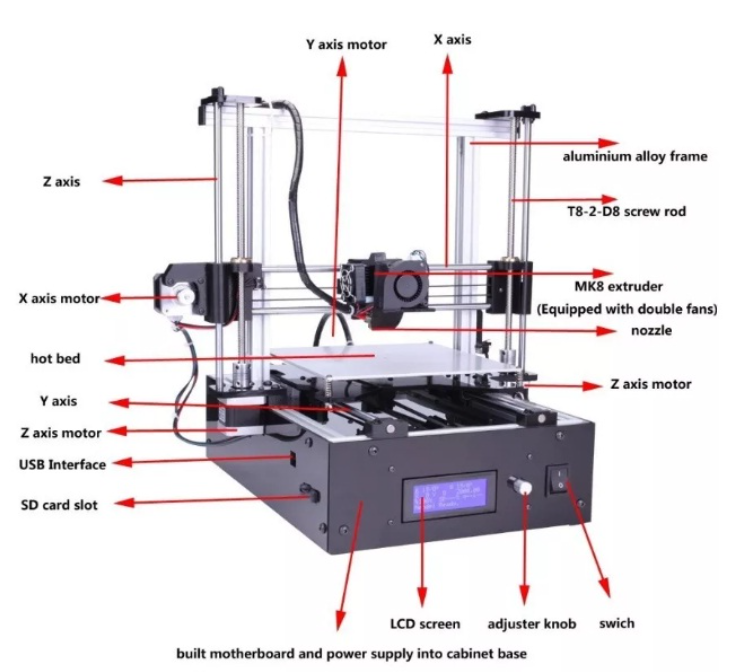 Y axis motor
X axis
aluminium alloy frame
Z axis
T8-2-D8 screw rod
MK8 extruder
(Equipped with double fans)
X axis motor
nozzle
hot bed
Z axis motor
Y axis
Z axis motor
USB Interface
SD card slot
LCD screen
adjuster knob
swich
built motherboard and power supply into cabinet base